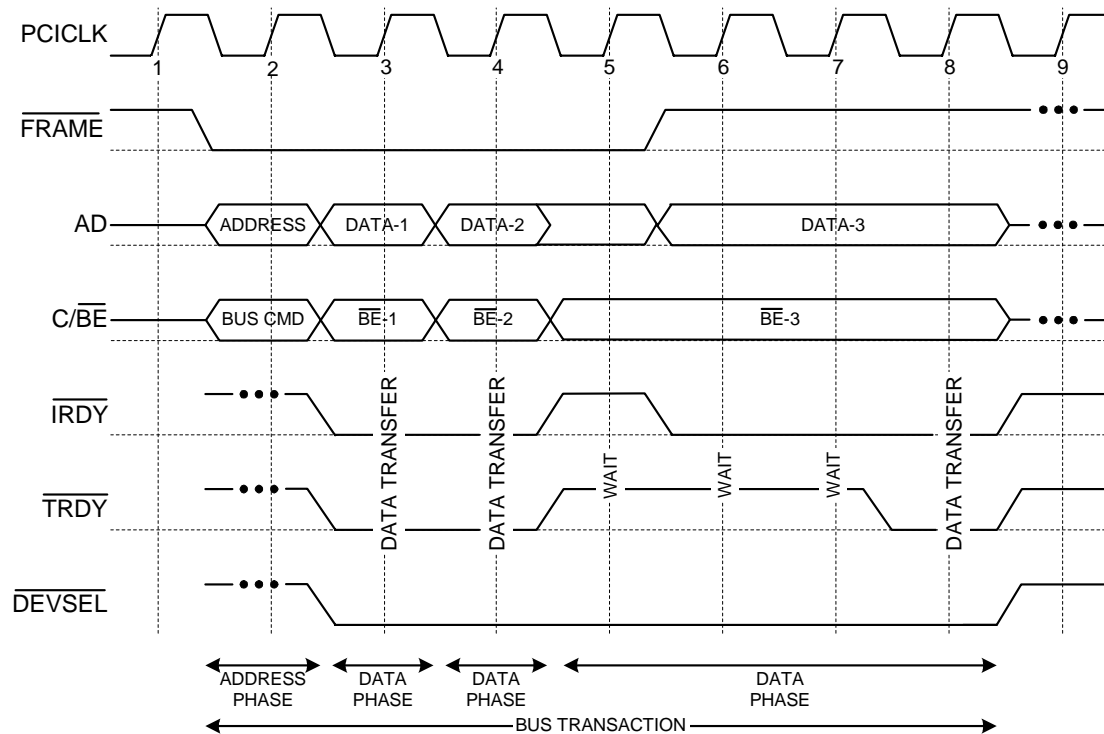 PCICLK
1 2 3 4 5 6 7 8 9
FRAME
AD ADDRESS DATA-1 DATA-2 DATA-3
C/BE BUS CMD BE-1 BE-2 BE-3
IRDY
TRDY
DATA TRANSFER
DATA TRANSFER
WAIT
WAIT
WAIT
DATA TRANSFER
DEVSEL
ADDRESS PHASE
DATA PHASE
DATA PHASE
DATA PHASE
BUS TRANSACTION